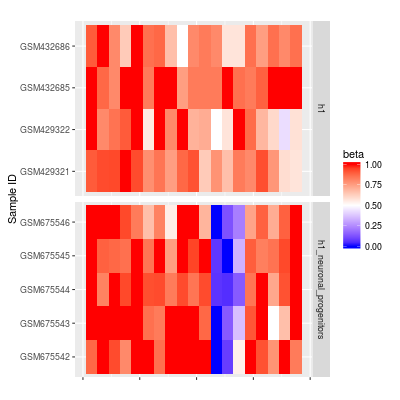 GSM432686
GSM432685
GSM429322
GSM429321
h1
GSM675546
GSM675545
GSM675544
GSM675543
GSM675542
h1_neuronal_progenitors
Sample ID
beta
1.00
0.75
0.50
0.25
0.00